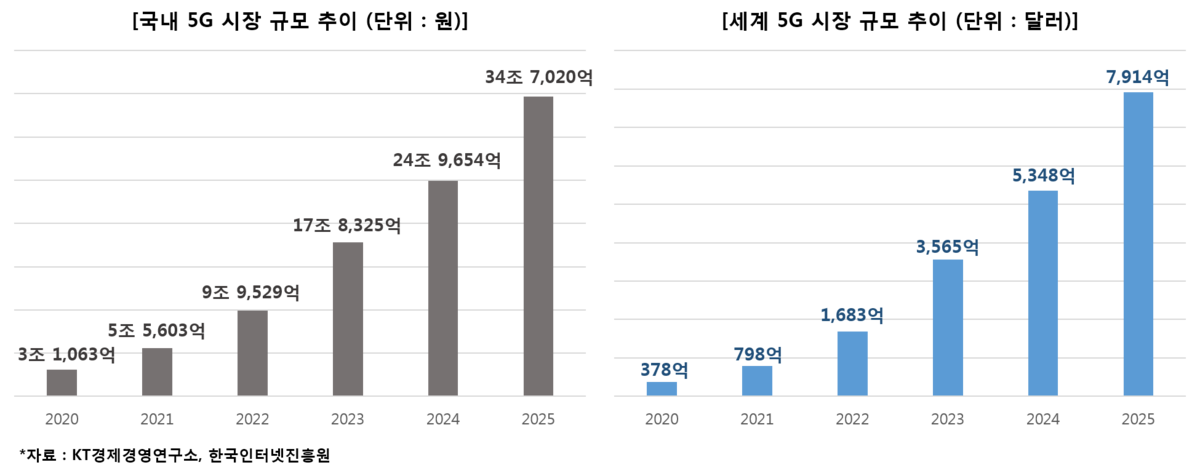 [국내 5G 시장 규모 추이 (단위 : 원)]
34조 7,020억
24조 9,654억
17조 8,325억
9조 9,529억
5조 5,603억
3조 1,063억
2020 2021 2022 2023 2024 2025
[세계 5G 시장 규모 추이 (단위 : 달러)]
7,914억
5,348억
3,565억
1,683억
798억
378억
2020 2021 2022 2023 2024 2025
*자료 : KT경제경영연구소, 한국인터넷진흥원